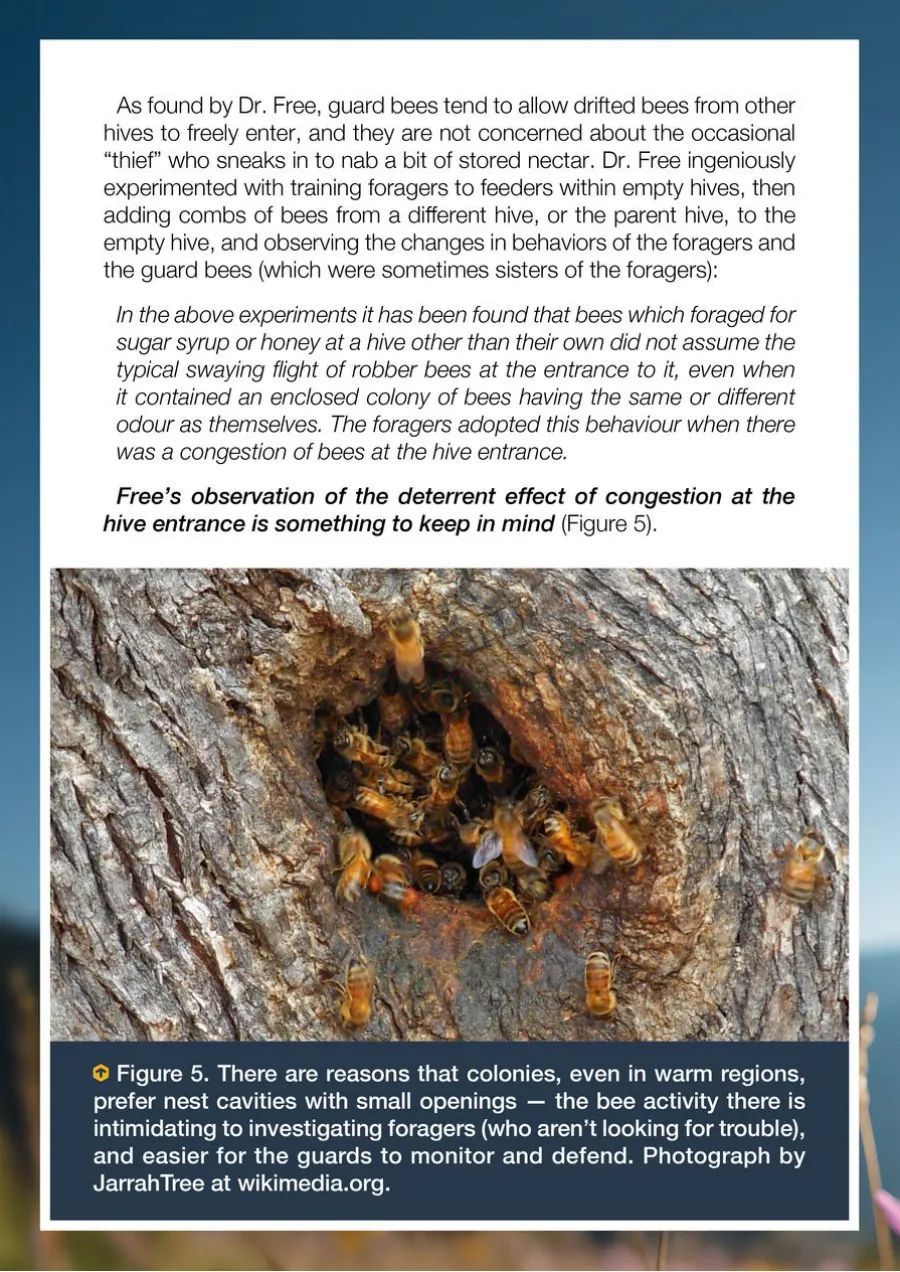 As found by Dr. Free, guard bees tend to allow drifted bees from other
hives to freely enter, and they are not concerned about the occasional
“thief” who sneaks in to nab a bit of stored nectar. Dr. Free ingeniously
experimented with training foragers to feeders within empty hives, then
adding combs of bees from a different hive, or the parent hive, to the
empty hive, and observing the changes in behaviors of the foragers and
the guard bees (which were sometimes sisters of the foragers):
In the above experiments it has been found that bees which foraged for
sugar syrup or honey at a hive other than their own did not assume the
typical swaying flight of robber bees at the entrance to it, even when
it contained an enclosed colony of bees having the same or different
odour as themselves. The foragers adopted this behaviour when there
was a congestion of bees at the hive entrance.
Free’s observation of the deterrent effect of congestion at the
hive entrance is something to keep in mind (Figure 5).
Figure 5. There are reasons that colonies, even in warm regions,
prefer nest cavities with small openings — the bee activity there is
intimidating to investigating foragers (who aren’t looking for trouble),
and easier for the guards to monitor and defend. Photograph by
JarrahTree at wikimedia.org.